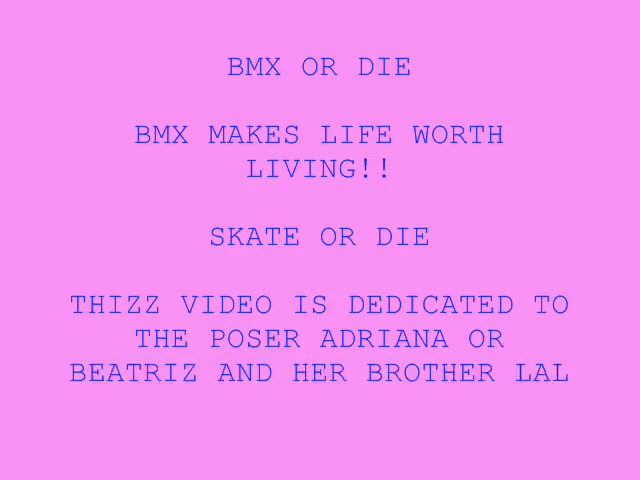 BMX OR DIE
BMX MAKES LIFE WORTH
LIVING!!
SKATE OR DIE
THIZZ VIDEO IS DEDICATED TO
THE POSER ADRIANA OR
BEATRIZ AND HER BROTHER LAL